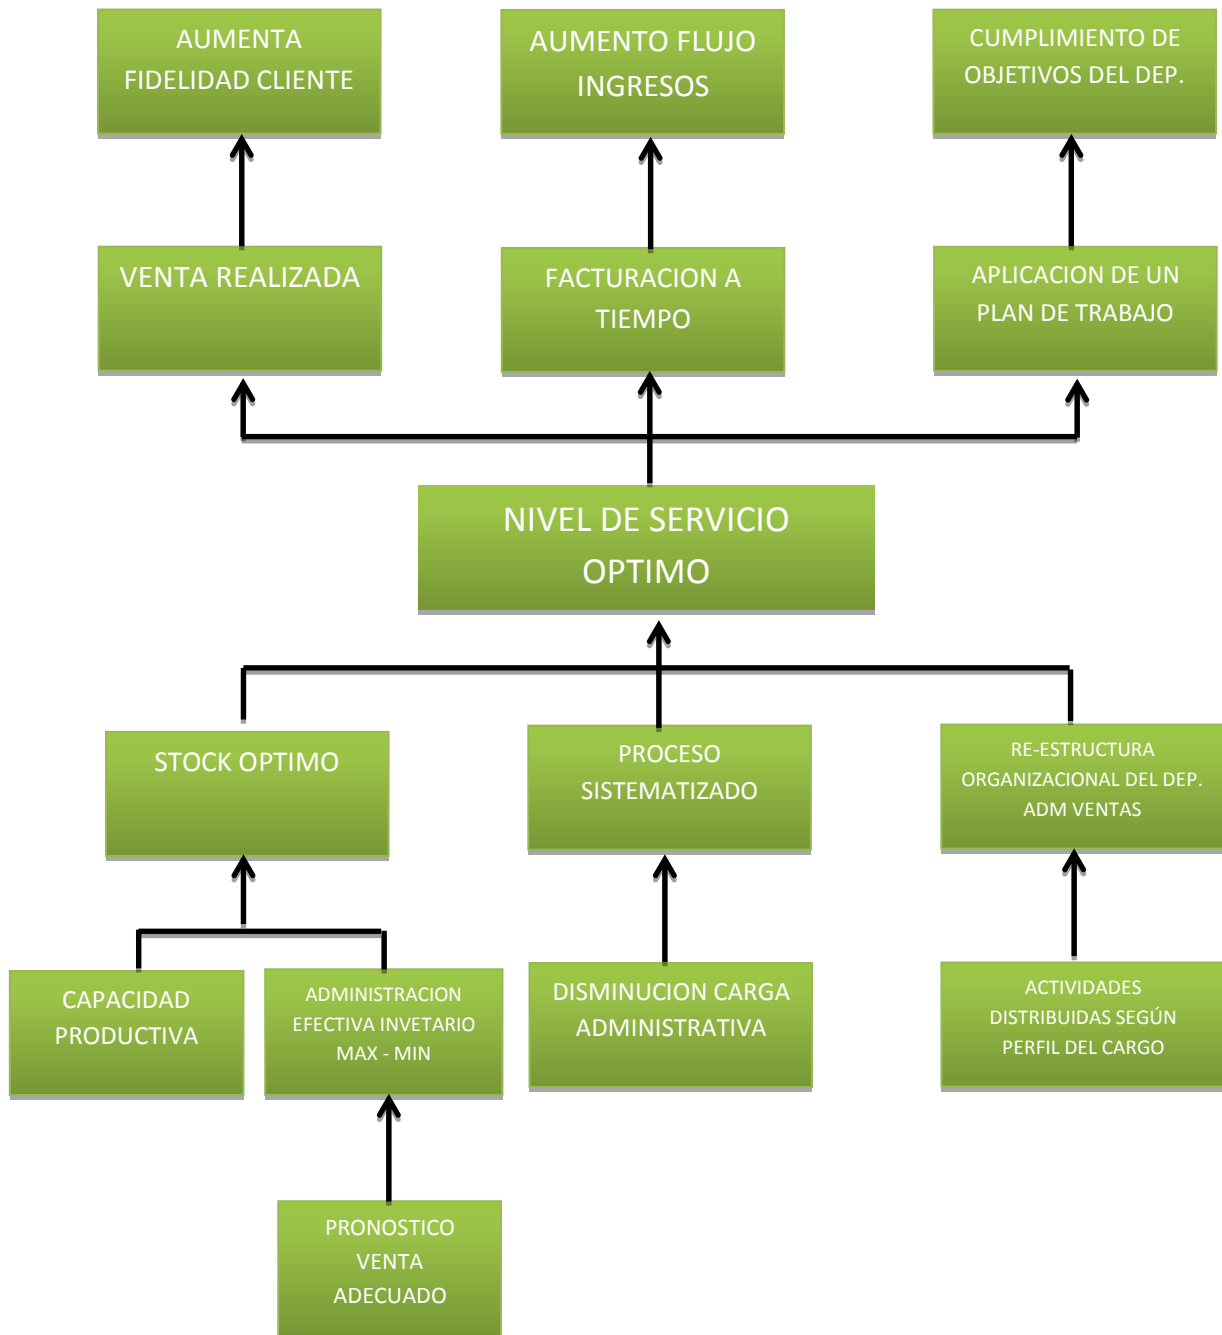 AUMENTA
FIDELIDAD CLIENTE
AUMENTO FLUJO
INGRESOS
CUMPLIMIENTO DE
OBJETIVOS DEL DEP.
VENTA REALIZADA
FACTURACION A
TIEMPO
APLICACION DE UN
PLAN DE TRABAJO
NIVEL DE SERVICIO
OPTIMO
STOCK OPTIMO
PROCESO
SISTEMATIZADO
RE-ESTRUCTURA
ORGANIZACIONAL DEL DEP.
ADM VENTAS
CAPACIDAD
PRODUCTIVA
ADMINISTRACION
EFECTIVA INVETARIO
MAX - MIN
DISMINUCION CARGA
ADMINISTRATIVA
ACTIVIDADES
DISTRIBUIDAS SEGÚN
PERFIL DEL CARGO
PRONOSTICO
VENTA
ADECUADO